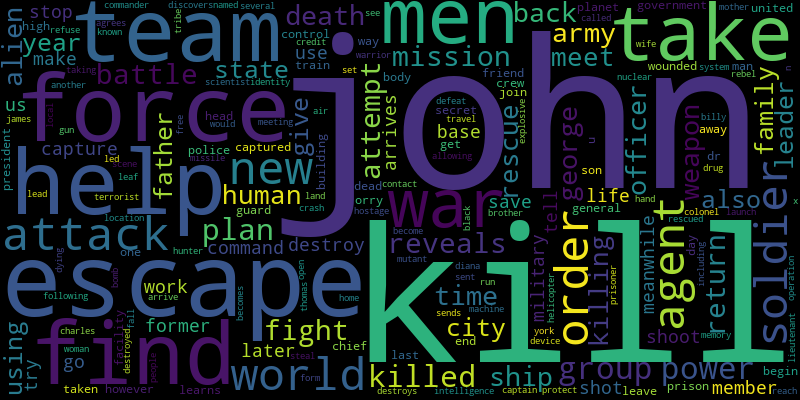 alien
high
stop
year
make
us
james
president
team
agrees
commander
known
discovers
tribe
named
several
battle
state
scientist
identity
another
taking
gun
local
force
capture
police
captured
father
help
new
human
attack
plan
guard
command
destroy
escape
find
using
try
go
work
arrive
former
later
world
following
home
dying
bomb
hunter
becomes
fight
chief
thomas
open
charles
woman
facility
destroyed
fall
people
steal
form
taken
however
learns
death
control
use
train
credit
would
head
air
free
meeting
missile
give
building
led
scene
leaf
lead
terrorist
location
land
crash
dead
hostage
orry
john
men
back
way
friend
crew
join
body
set
warrior
mission
attempt
arrives
base
secret
travel
get
defeat
explosive
allowing
rescue
save
brother
contact
become
black
war
reveals
mutant
diana
sent
run
machine
time
sends
york
device
city
end
last
killed
ship
destroys
intelligence
captain
protect
kill
take
see
planet
called
government
mother
united
army
meet
refuse
wife
wounded
system
man
nuclear
rebel
n
officer
george
u
weapon
billy
away
dr
drug
family
leader
son
life
tell
general
hand
colonel
launch
also
x
rescued
day
including
order
military
helicopter
killing
prisoner
meanwhile
agent
shoot
return
memory
soldier
lieutenant
operation
group
power
begin
shot
leave
prison
member
reach